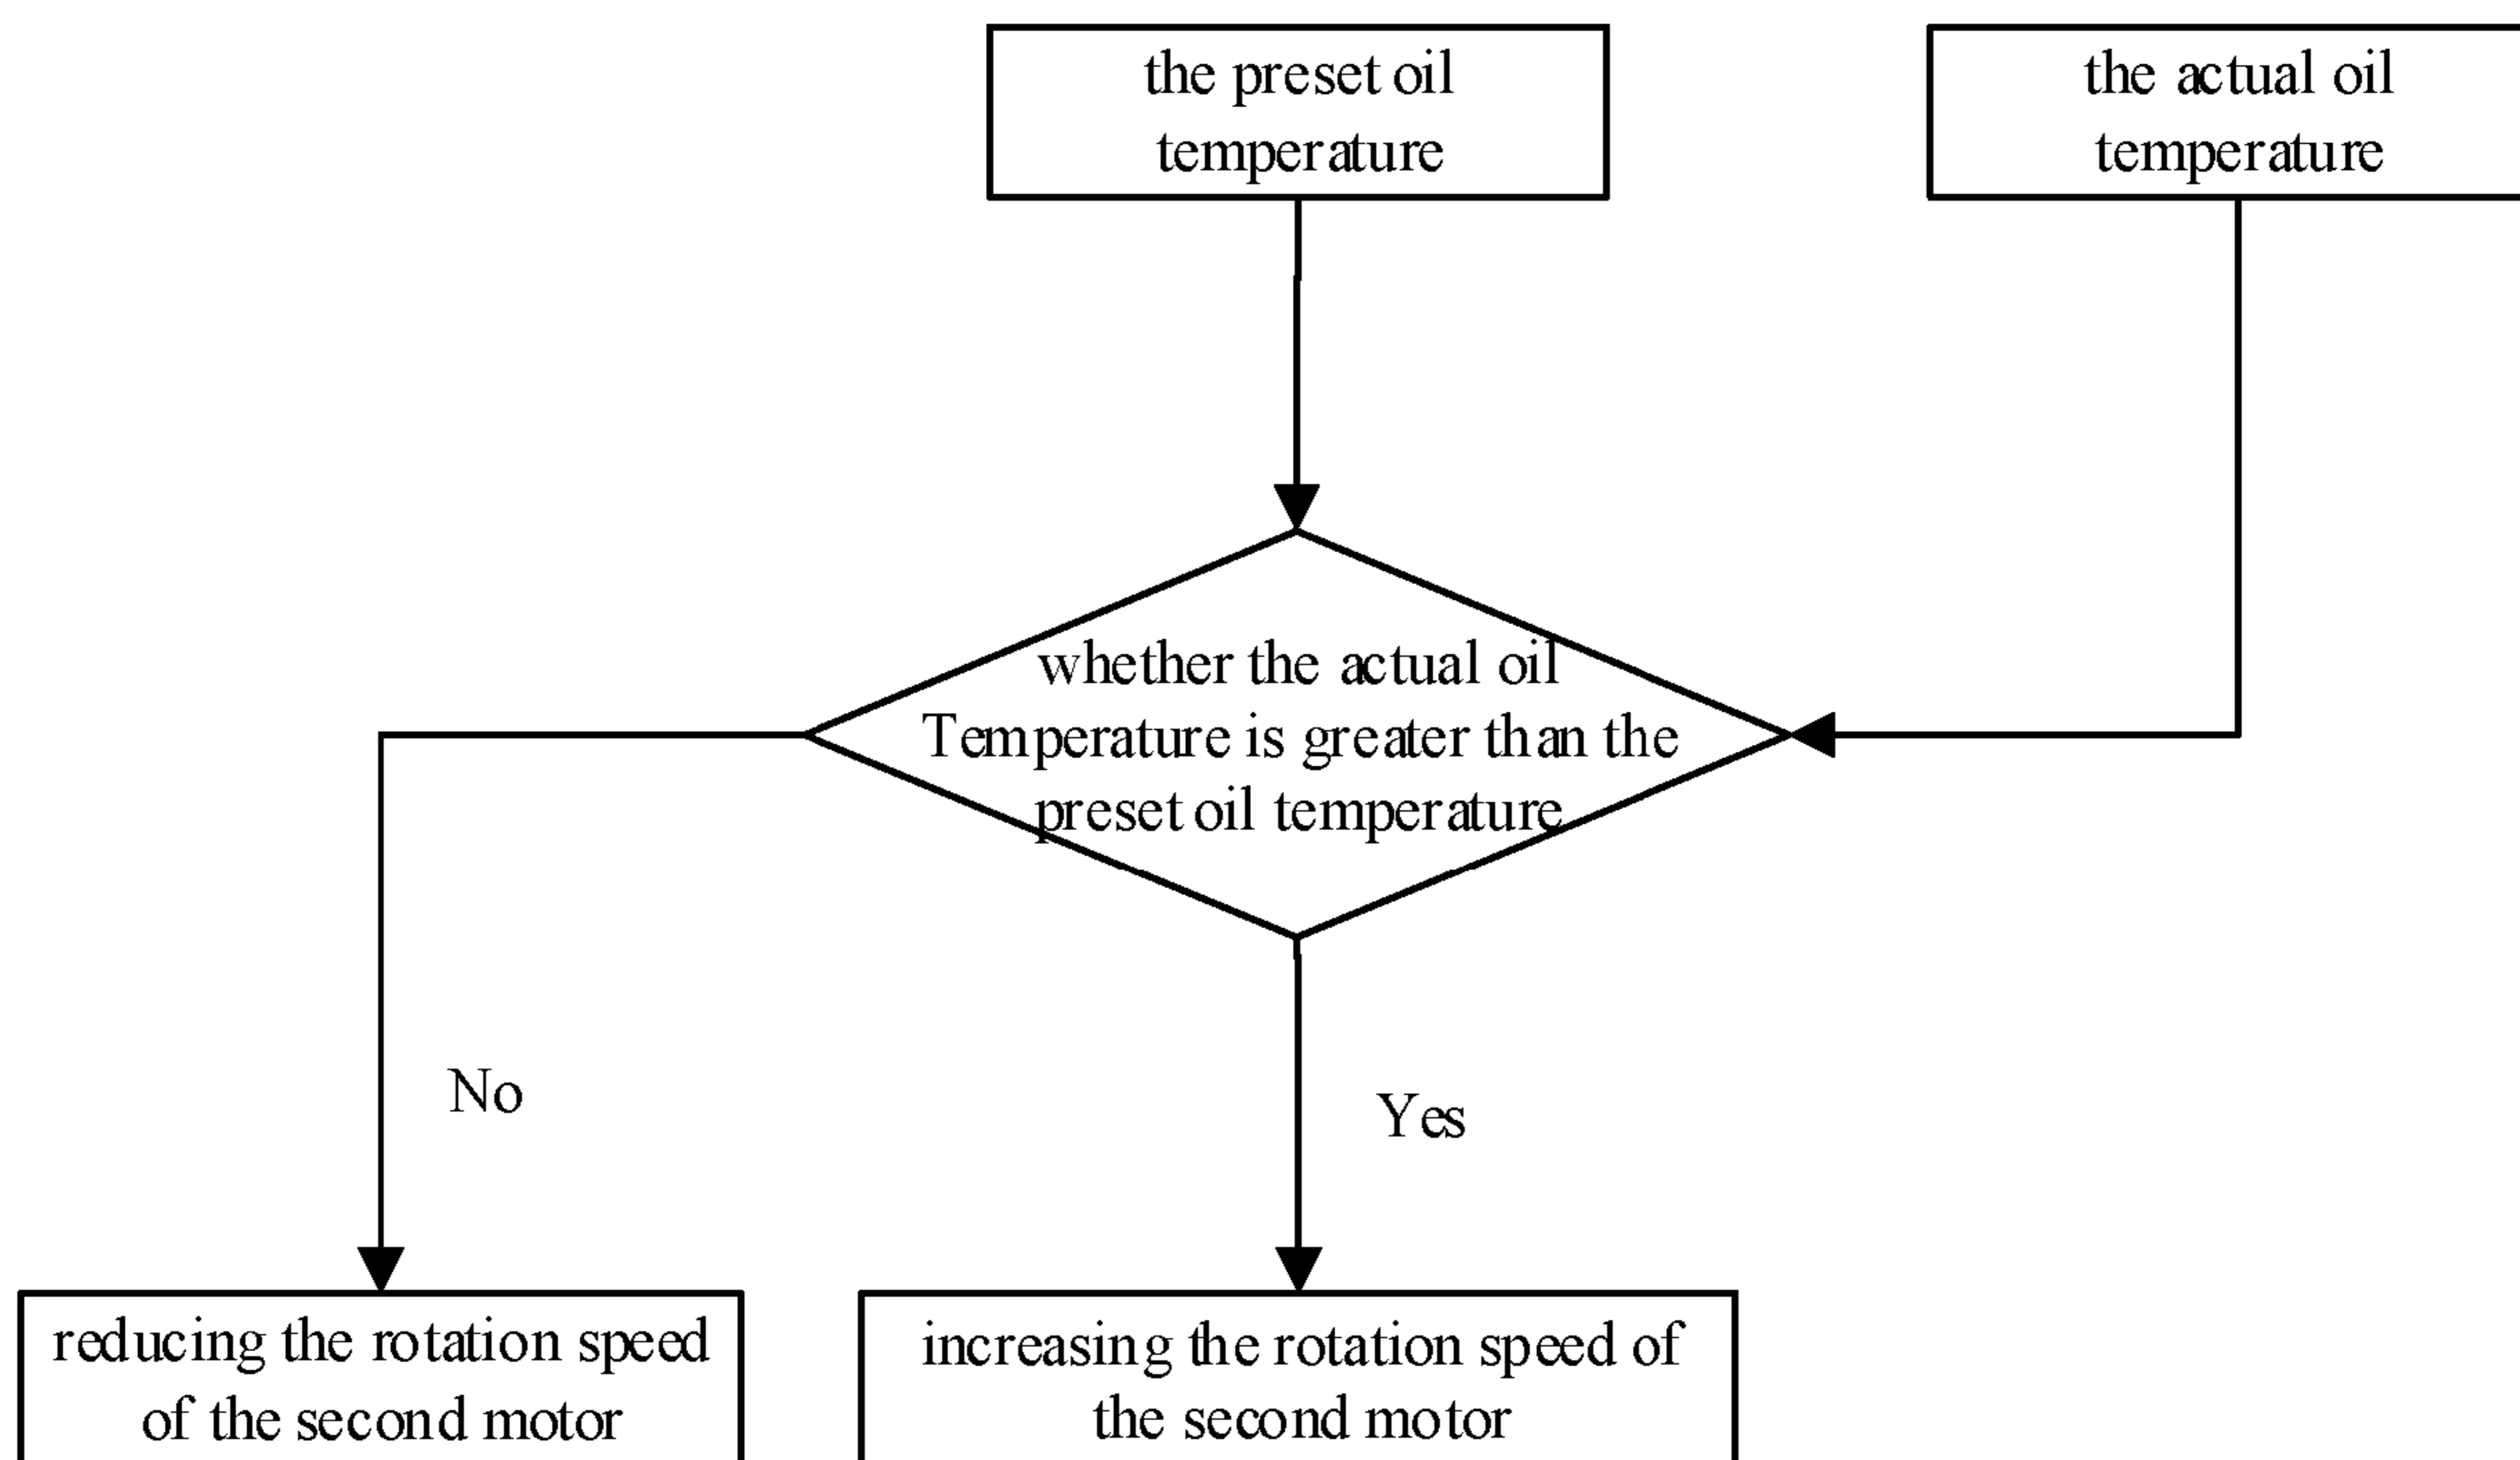 the preset oil
temperature
the actual oil
temperature
whether the actual oil
Temperature is greater than the
preset oil temperature
No
Yes
reducing the rotation speed
of the second motor
increasing the rotation speed of
the second motor